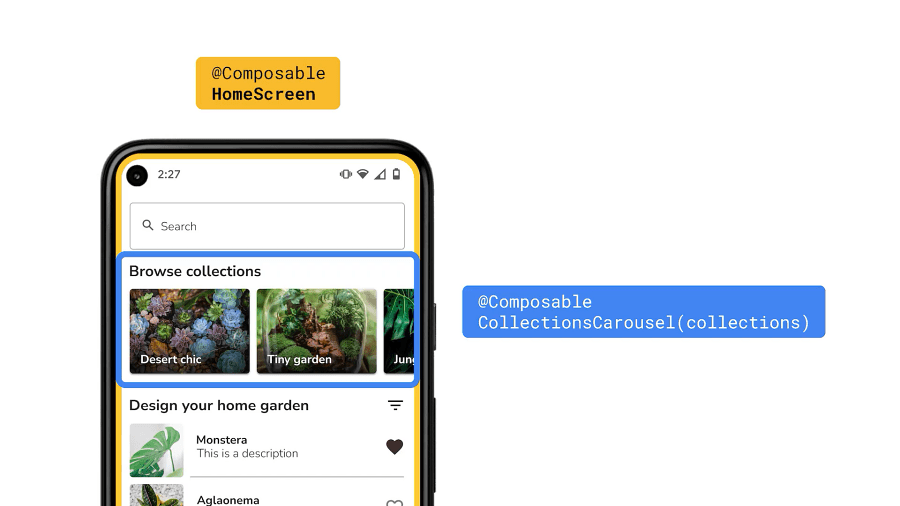 @Composable
HomeScreen
2:27
Search
Browse collections
Desert chic
Tiny garden
Jun
@Composable
CollectionsCarousel(collections)
Design your home garden
Monstera
This is a description
Aglaonema